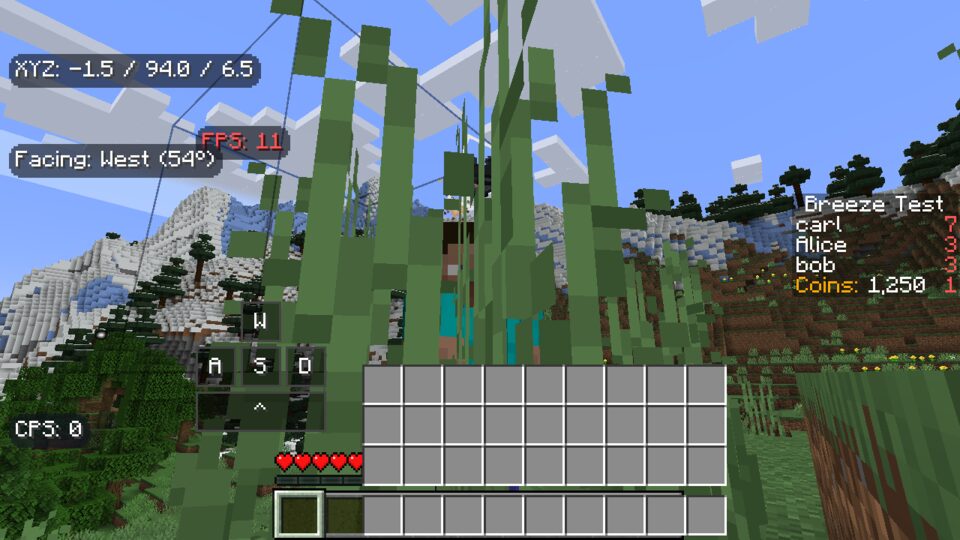 XYZ: -1.5 / 94.0 / 6.5
FPS: 11
Facing: West (54º)
Breeze Test
carl 7
Alice 3
bob 3
Coins: 1,250 1
W
A S D
^
CPS: 0